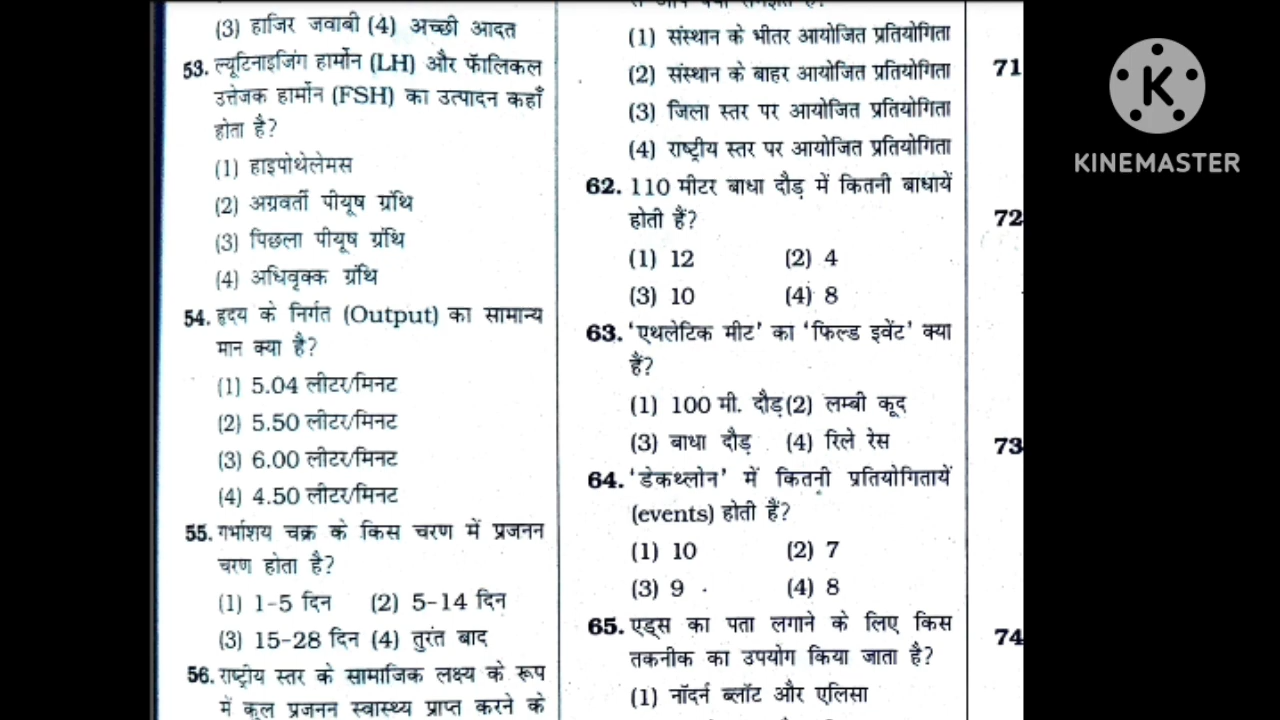 (3) हाजिर जवाबी (4) अच्छी आदत
53. ल्यूटिनाइजिंग हार्मोन (LH) और फॅालिकल
उत्तेजक हार्मोन (FSH) का उत्पादन कहाँ
होता है?
(1) हाइपोथेलेमस
(2) अग्रवर्ती पीयूष ग्रंथि
(3) पिछला पीयूष ग्रंथि
(4) अधिवृक्क ग्रंथि
54. हृदय के निर्गत (Output) का सामान्य
मान क्या है?
(1) 5.04 लीटर/मिनट
(2) 5.50 लीटर/मिनट
(3) 6.00 लीटर/मिनट
(4) 4.50 लीटर/मिनट
55. गर्भाशय चक्र के किस चरण में प्रजनन
चरण होता है?
(1) 1-5 दिन (2) 5-14 दिन
(3) 15-28 दिन (4) तुरंत बाद
56. राष्ट्रीय स्तर के सामाजिक लक्ष्य के रूप
में कुल प्रजनन स्वास्थ्य प्राप्त करने के
(1) संस्थान के भीतर आयोजित प्रतियोगिता
(2) संस्थान के बाहर आयोजित प्रतियोगिता
(3) जिला स्तर पर आयोजित प्रतियोगिता
(4) राष्ट्रीय स्तर पर आयोजित प्रतियोगिता
62. 110 मीटर बाधा दौड़ में कितनी बाधायें
होती हैं?
(1) 12 (2) 4
(3) 10 (4) 8
63. 'एथलेटिक मीट' का 'फिल्ड इवेंट' क्या
हैं?
(1) 100 मी. दौड़ (2) लम्बी कूद
(3) बाधा दौड़ (4) रिले रेस
64. 'डेकथ्लोन' में कितनी प्रतियोगितायें
(events) होती हैं?
(1) 10 (2) 7
(3) 9 (4) 8
65. एड्स का पता लगाने के लिए किस
तकनीक का उपयोग किया जाता है?
(1) नॉदर्न ब्लॉट और एलिसा
71
72
73
74
K
KINEMASTER